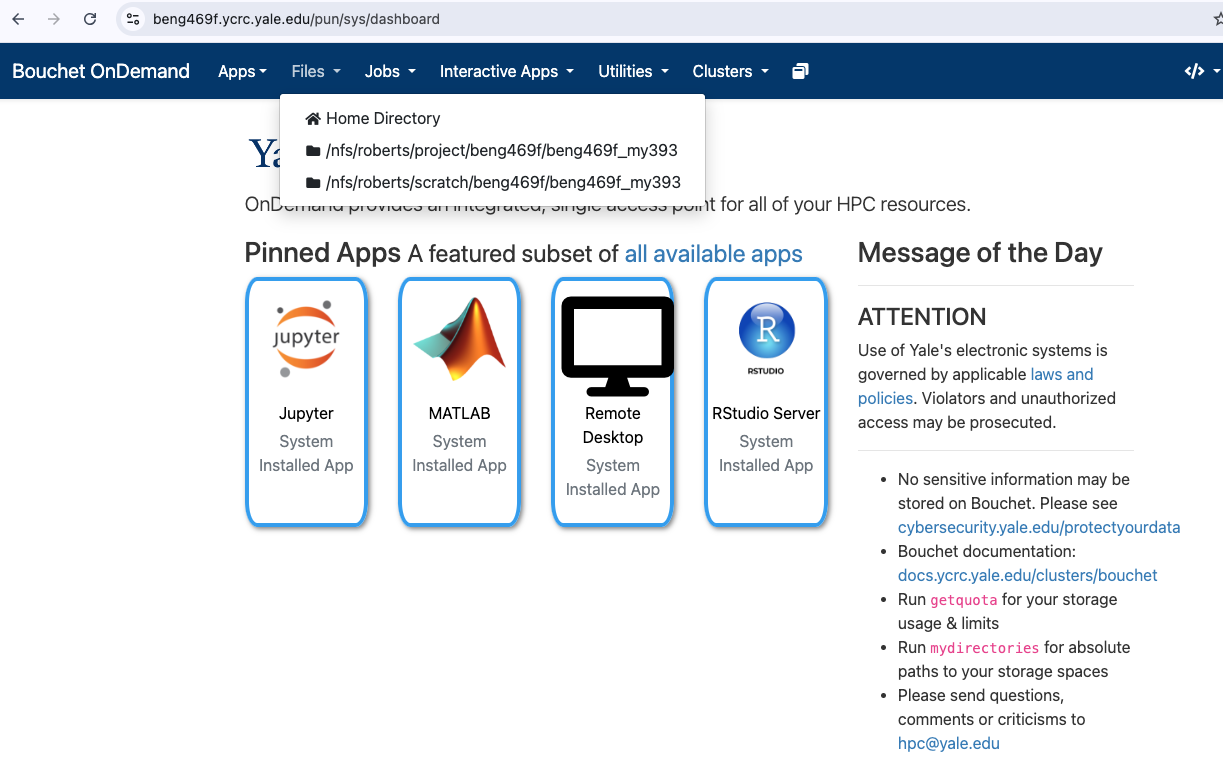 beng469f.ycrc.yale.edu/pun/sys/dashboard
Bouchet OnDemand Apps Files Jobs Interactive Apps Utilities Clusters
Home Directory
/nfs/roberts/project/beng469f/beng469f_my393
/nfs/roberts/scratch/beng469f/beng469f_my393
OnDemand provides an integrated, single access point for all of your HPC resources.
Pinned Apps A featured subset of all available apps
jupyter
Jupyter
System
Installed App
MATLAB
System
Installed App
Remote
Desktop
System
Installed App
R
RSTUDIO
RStudio Server
System
Installed App
Message of the Day
ATTENTION
Use of Yale's electronic systems is
governed by applicable laws and
policies. Violators and unauthorized
access may be prosecuted.
No sensitive information may be
stored on Bouchet. Please see
cybersecurity.yale.edu/protectyourdata
Bouchet documentation:
docs.ycrc.yale.edu/clusters/bouchet
Run getquota for your storage
usage & limits
Run mydirectories for absolute
paths to your storage spaces
Please send questions,
comments or criticisms to
hpc@yale.edu